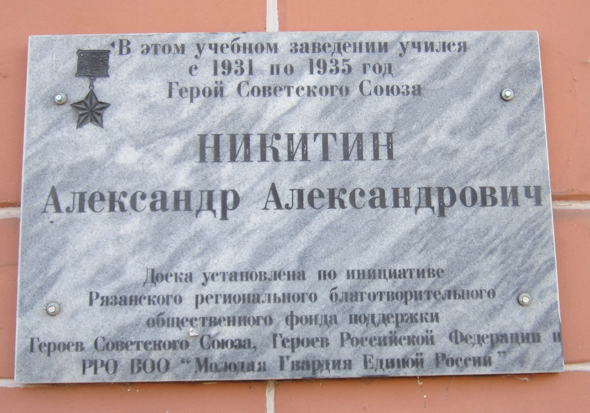 В этом учебном заведении учился
с 1931 по 1935 год
Герой Советского Союза
НИКИТИН
Александр Александрович
Доска установлена по инициативе
Рязанского регионального благотворительного
общественного фонда поддержки
Героев Советского Союза, Героев Российской Федерации и
РРО ВОО "Молодая Гвардия Единой России"